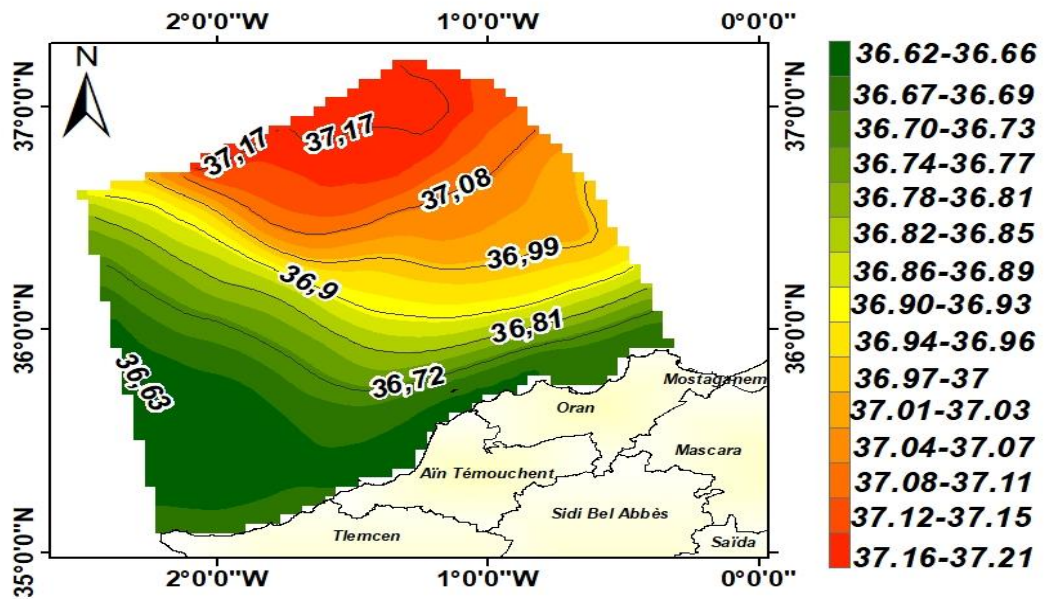 2°0'0"W 1°0'0"W 0°0'0"
N
37°0'0"N
36°0'0"N
35°0'0"N
37°0'0"N
36°0'0"N
35°0'0"N
37,17
37,17
37,08
36,99
36,9
36,81
36,72
36,63
Mostaganem
Oran
Mascara
Aïn Témouchent
Sidi Bel Abbès
Tlemcen
Saïda
2°0'0"W 1°0'0"W 0°0'0"
36.62-36.66
36.67-36.69
36.70-36.73
36.74-36.77
36.78-36.81
36.82-36.85
36.86-36.89
36.90-36.93
36.94-36.96
36.97-37
37.01-37.03
37.04-37.07
37.08-37.11
37.12-37.15
37.16-37.21